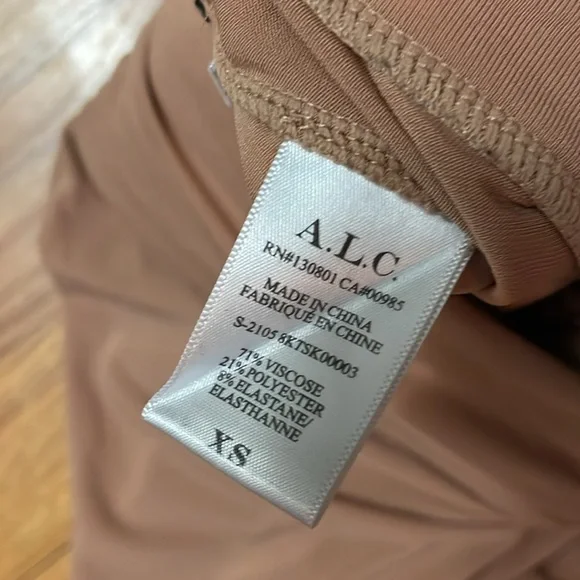 A.L.C.
RN#130801 CA#00985
MADE IN CHINA
FABRIQUÉ EN CHINE
S-2105 8KTSK00003
71% VISCOSE
21% POLYESTER
8% ELASTANE/
ELASTHANNE
XS